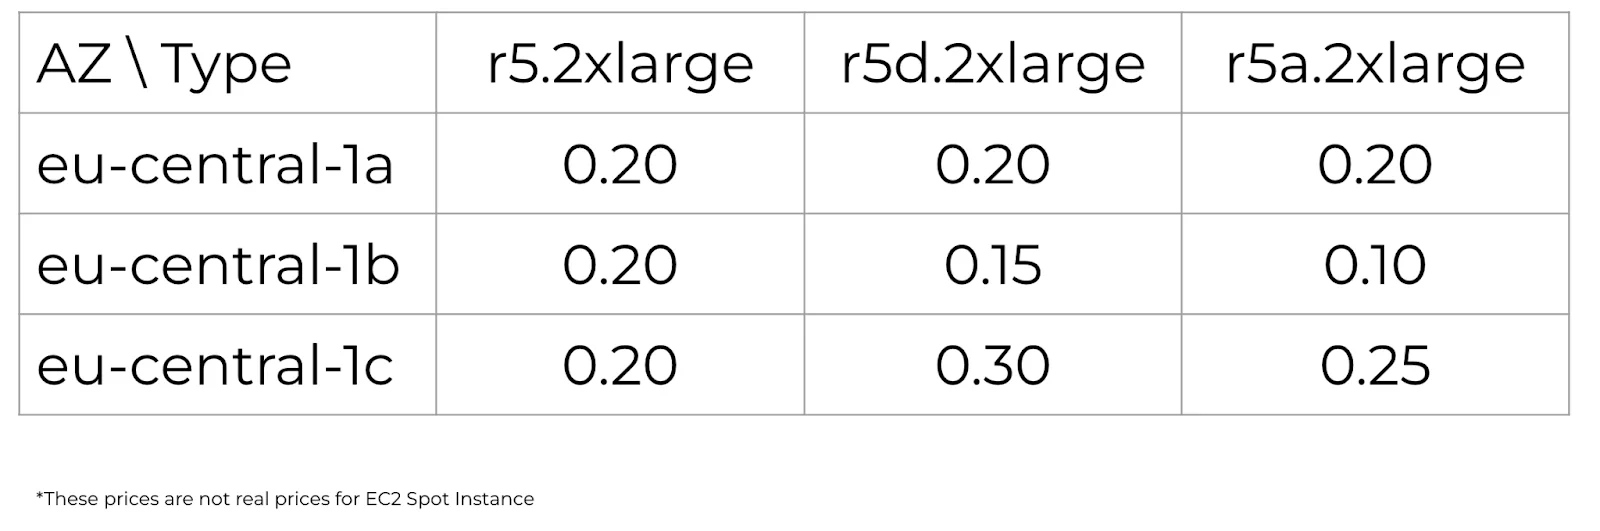 AZ \ Type r5.2xlarge r5d.2xlarge r5a.2xlarge
eu-central-1a 0.20 0.20 0.20
eu-central-1b 0.20 0.15 0.10
eu-central-1c 0.20 0.30 0.25
*These prices are not real prices for EC2 Spot Instance